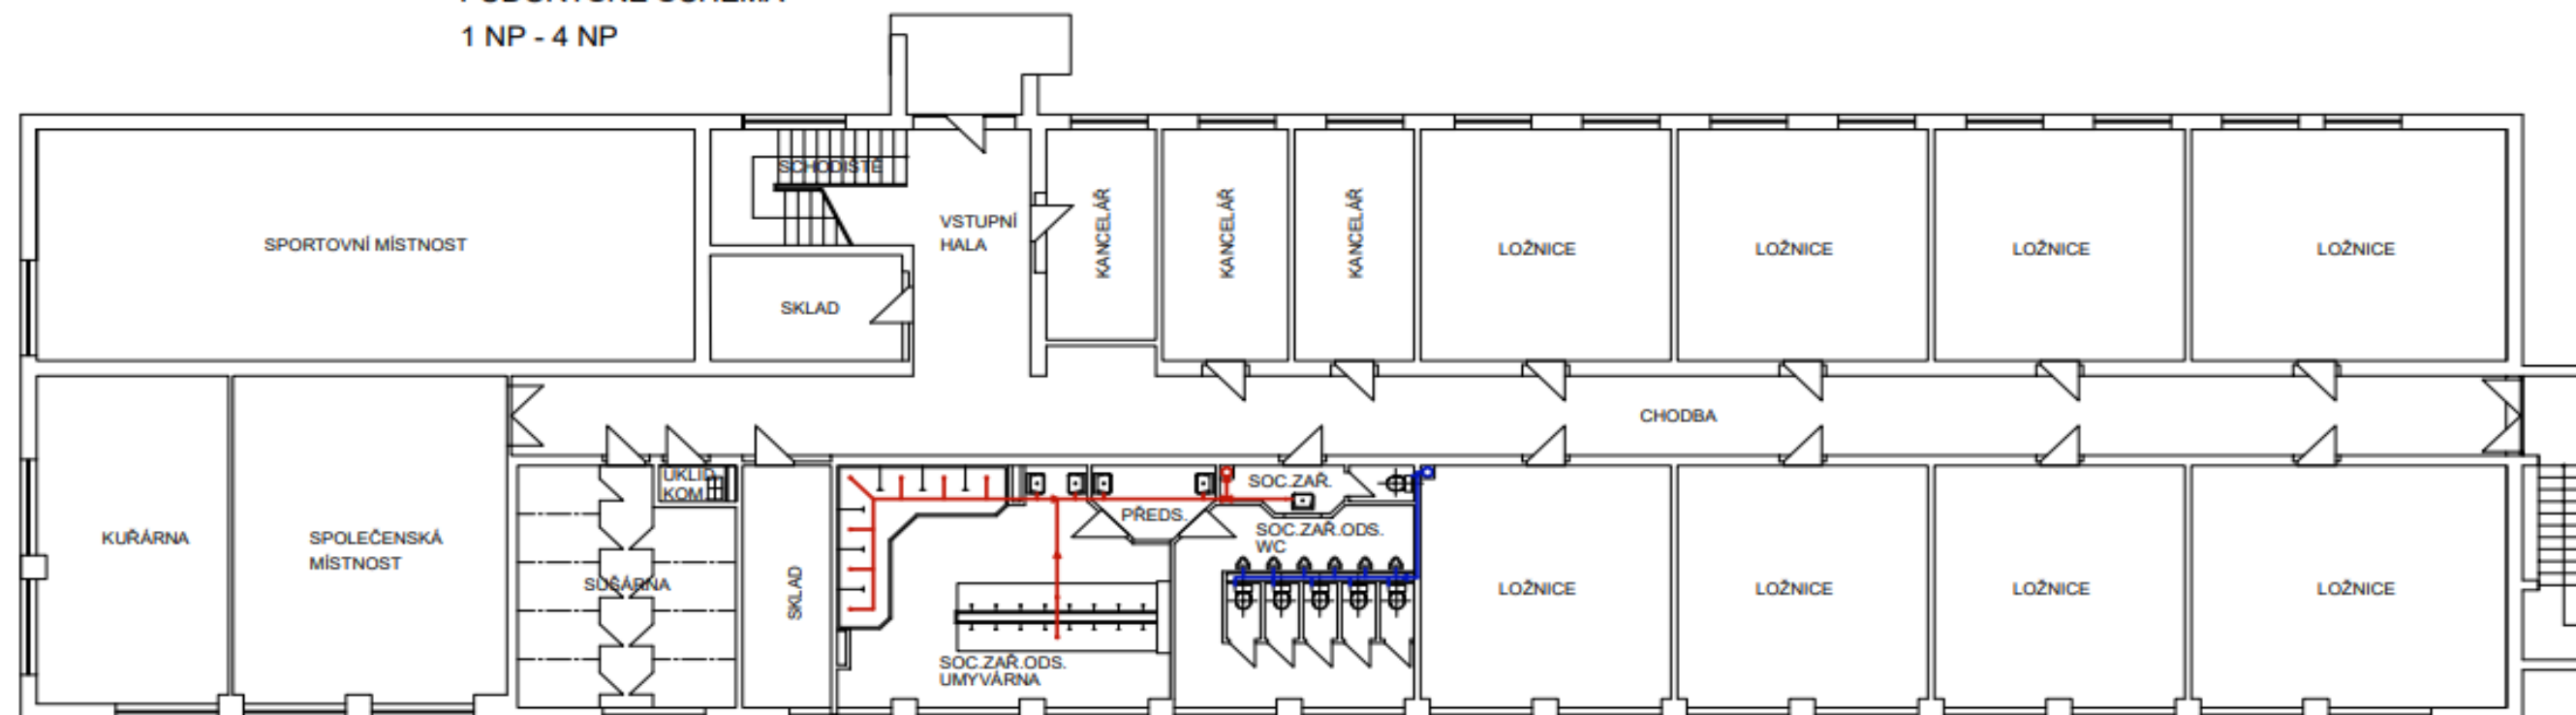 1 NP - 4 NP
SCHODIŠTĚ
VSTUPNÍ
HALA
SPORTOVNÍ MÍSTNOST
SKLAD
KANCELÁŘ
KANCELÁŘ
KANCELÁŘ
LOŽNICE
LOŽNICE
LOŽNICE
LOŽNICE
CHODBA
KUŘÁRNA
SPOLEČENSKÁ
MÍSTNOST
SUŠÁRNA
ÚKLID
KOM.
SKLAD
SOC.ZAŘ.ODS.
UMYVÁRNA
PŘEDS.
SOC.ZAŘ.
SOC.ZAŘ.ODS.
WC
LOŽNICE
LOŽNICE
LOŽNICE
LOŽNICE